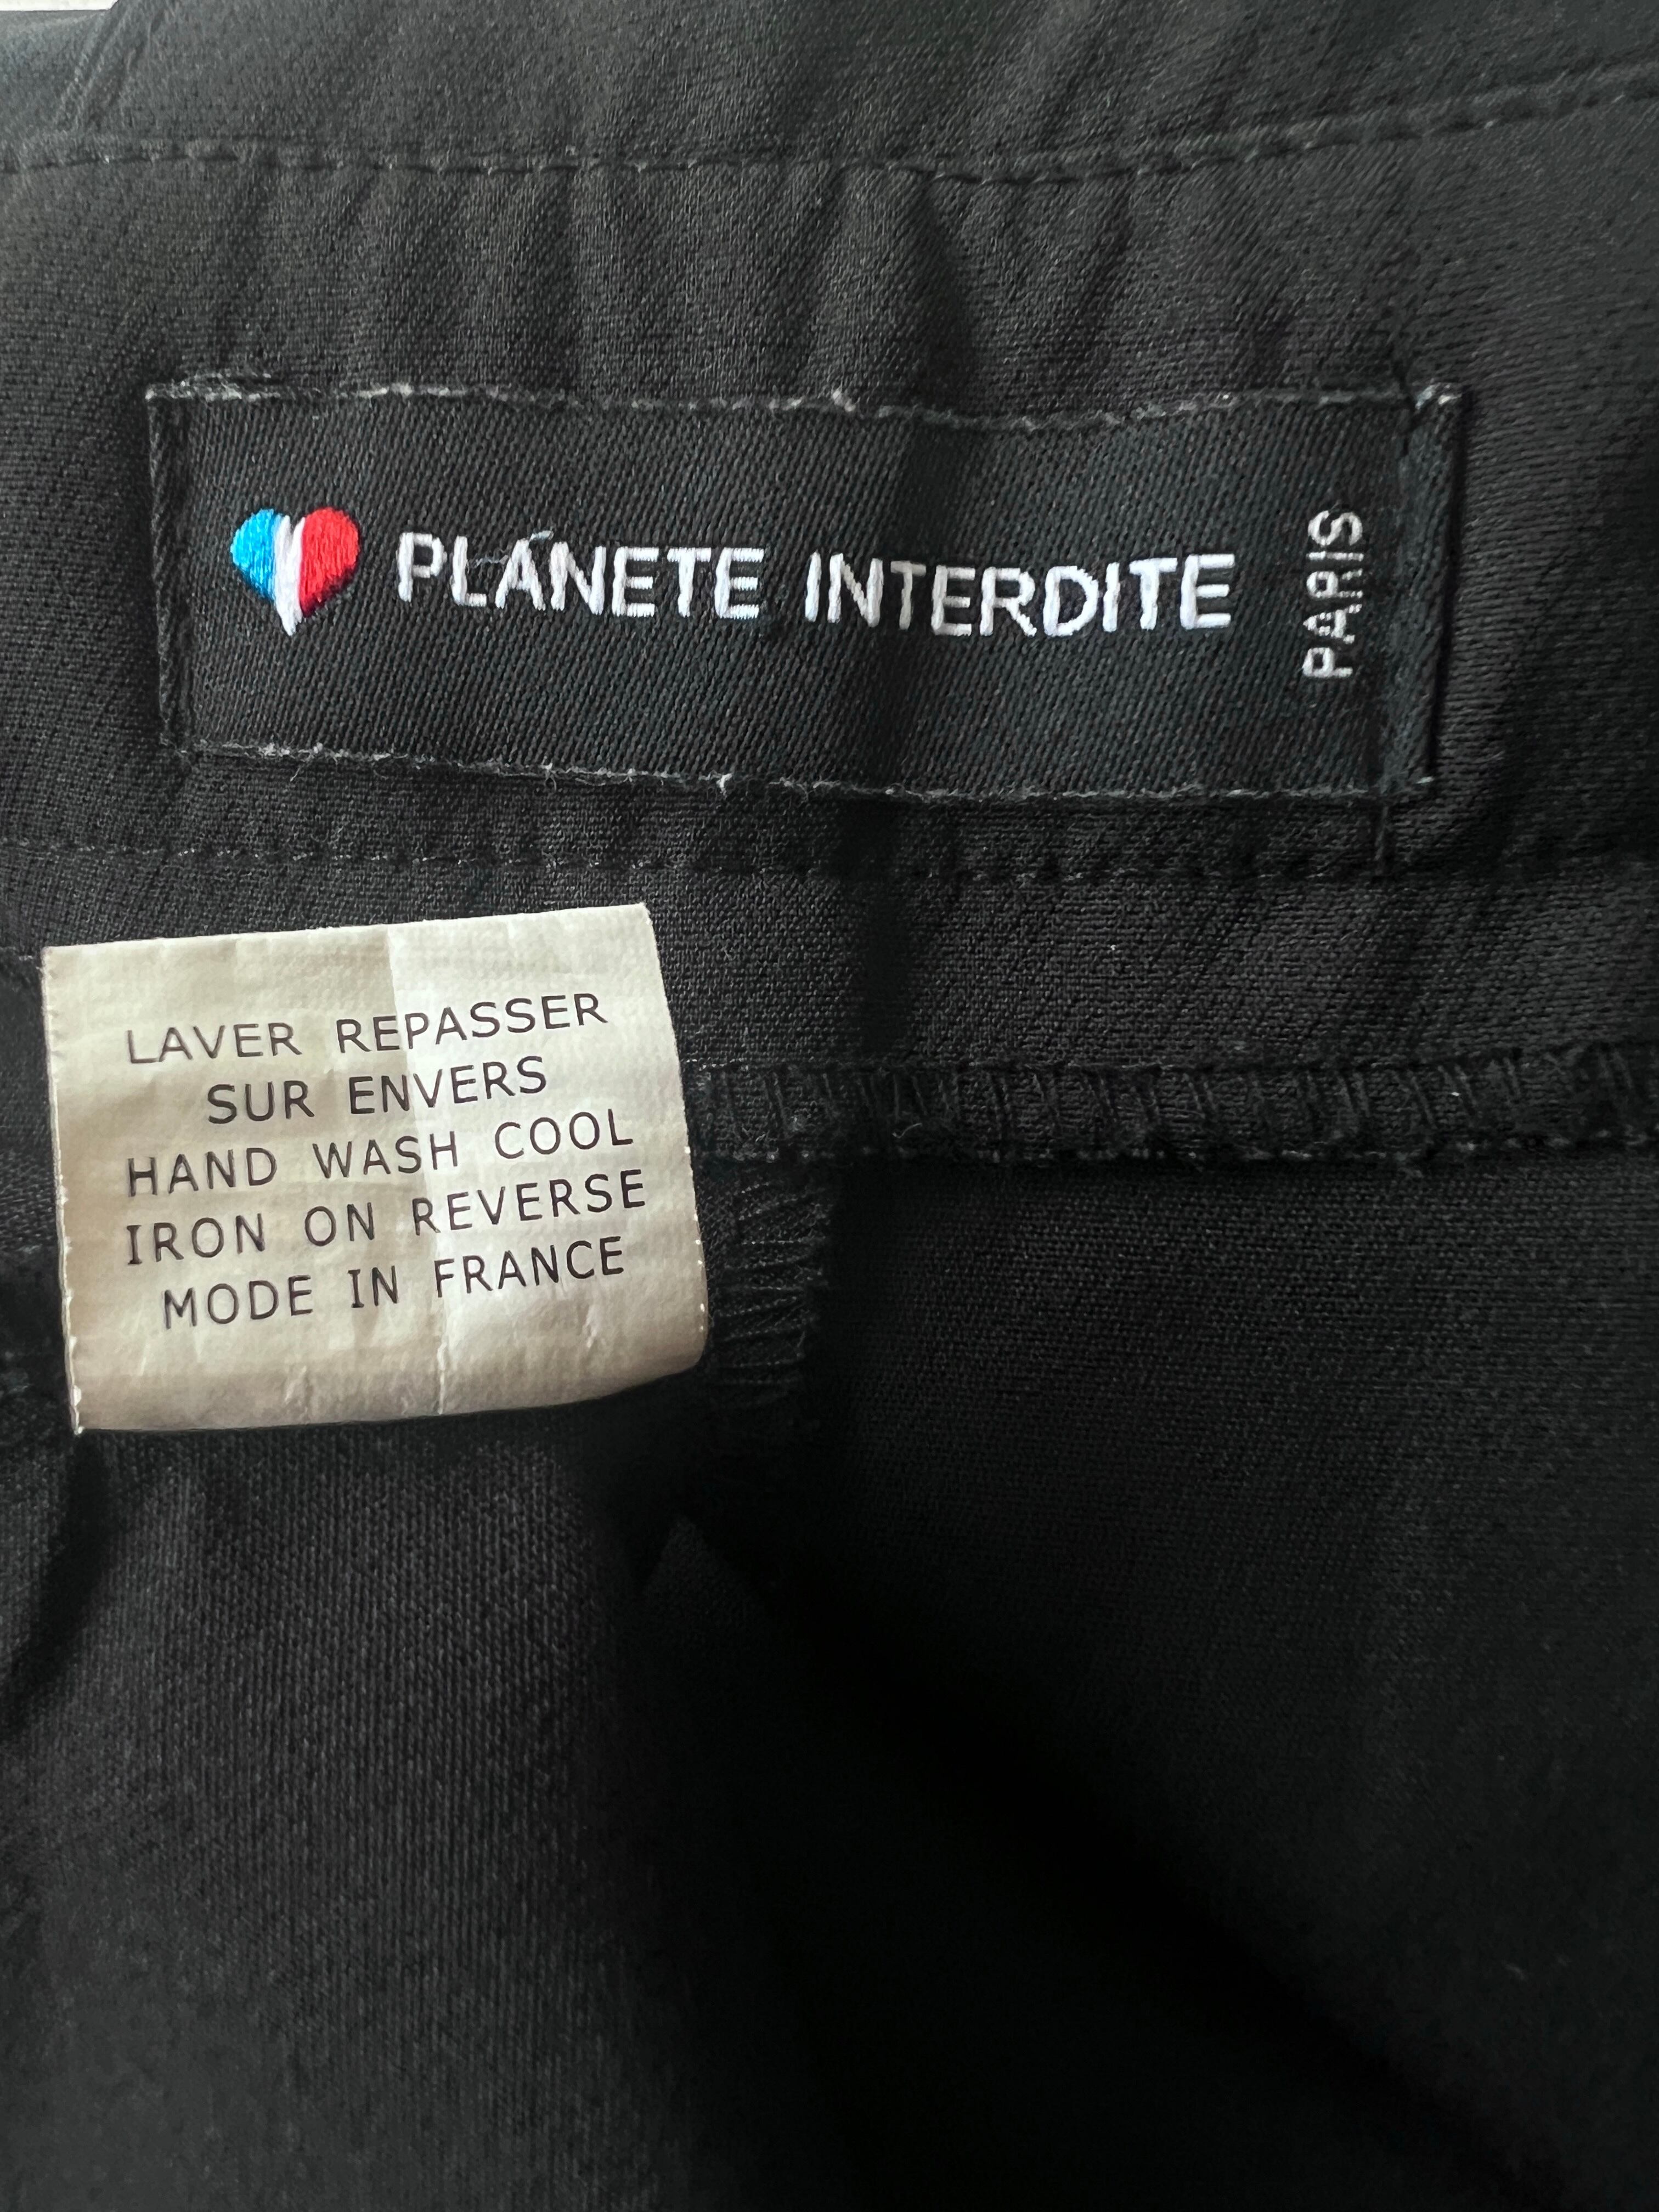 PLANETE INTERDITE
PARIS
LAVER REPASSER
SUR ENVERS
HAND WASH COOL
IRON ON REVERSE
MODE IN FRANCE